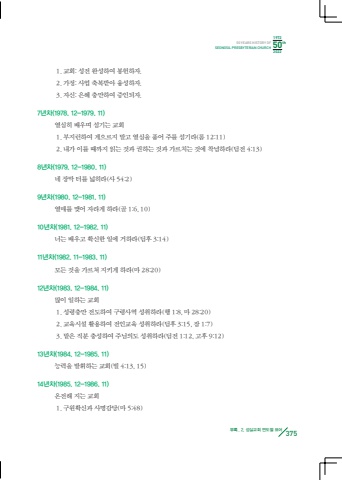 1972
50 YEARS HISTORY OF
50th
SEONGIL PRESBYTERIAN CHURCH
2022
1. 교회: 성전 완성하여 봉헌하자.
2. 가정: 사업 축복받아 융성하자.
3. 자신: 은혜 충만하여 증인되자.
7년차(1978. 12-1979. 11)
열심히 배우며 섬기는 교회
1. 부지런하여 게으르지 말고 열심을 품어 주를 섬기라(롬 12:11)
2. 내가 이를 때까지 읽는 것과 권하는 것과 가르치는 것에 착념하라(딤전 4:13)
8년차(1979. 12-1980. 11)
네 장막 터를 넓히라(사 54:2)
9년차(1980. 12-1981. 11)
열매를 맺어 자라게 하라(골 1:6, 10)
10년차(1981. 12-1982. 11)
너는 배우고 확신한 일에 거하라(딤후 3:14)
11년차(1982. 11-1983. 11)
모든 것을 가르쳐 지키게 하라(마 28:20)
12년차(1983. 12-1984. 11)
많이 일하는 교회
1. 성령충만 전도하여 구령사역 성취하라(행 1:8, 마 28:20)
2. 교육시설 활용하여 전인교육 성취하라(딤후 3:15, 잠 1:7)
3. 맡은 직분 충성하여 주님의도 성취하라(딤전 1:12, 고후 9:12)
13년차(1984. 12-1985. 11)
능력을 발휘하는 교회(빌 4:13, 15)
14년차(1985. 12-1986. 11)
온전해 지는 교회
1. 구원확신과 사명감당(마 5:48)
부록 . 2. 성일교회 연도별 표어
375